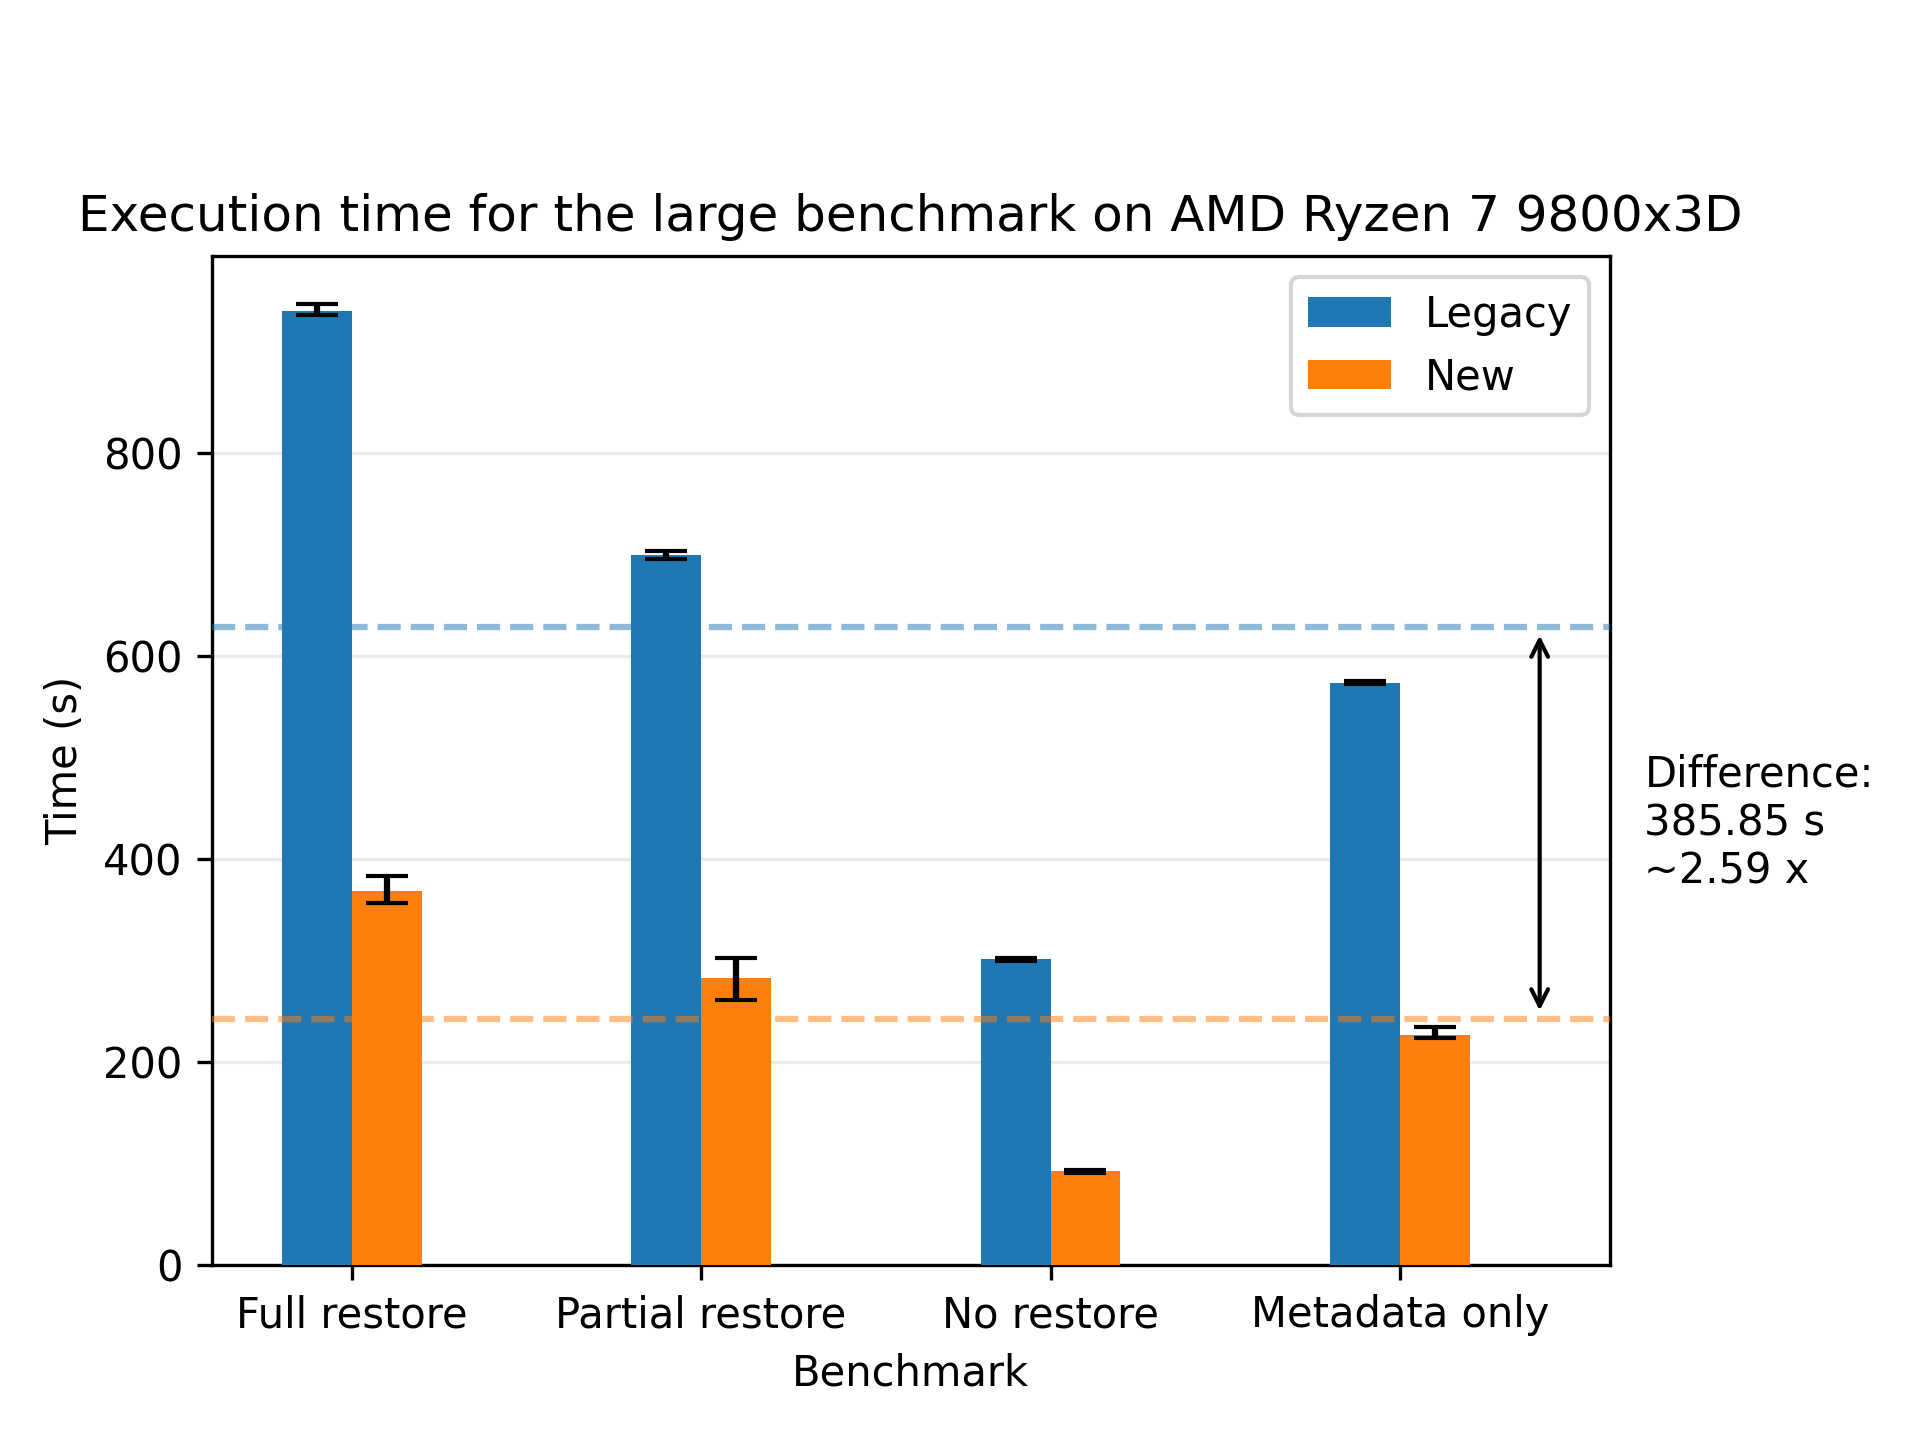 Execution time for the large benchmark on AMD Ryzen 7 9800x3D
Legacy
New
800
600
400
200
0
Time (s)
Difference:
385.85 s
~2.59 x
Full restore
Partial restore
No restore
Metadata only
Benchmark